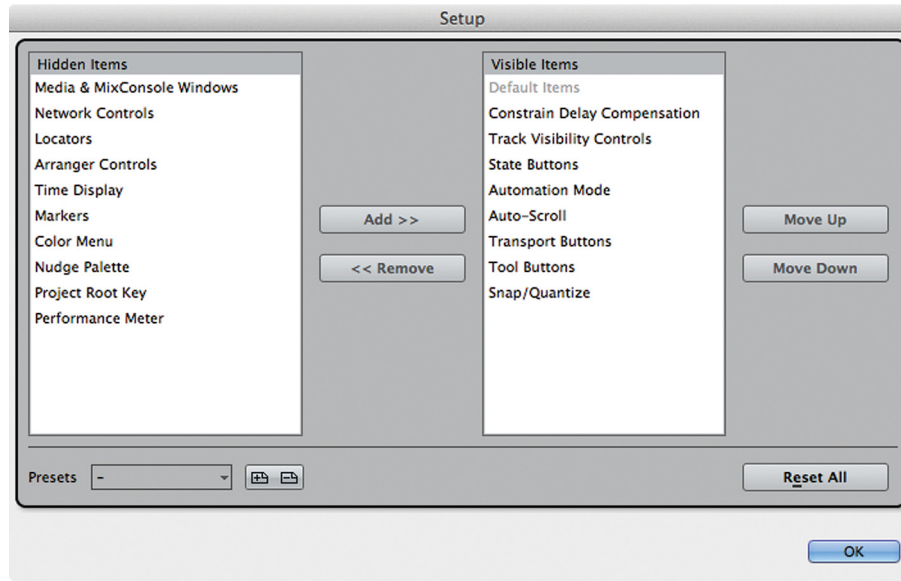 Setup
Hidden Items
Media & MixConsole Windows
Network Controls
Locators
Arranger Controls
Time Display
Markers
Color Menu
Nudge Palette
Project Root Key
Performance Meter
Add >>
<< Remove
Visible Items
Default Items
Constrain Delay Compensation
Track Visibility Controls
State Buttons
Automation Mode
Auto-Scroll
Transport Buttons
Tool Buttons
Snap/Quantize
Move Up
Move Down
Presets
-
Reset All
OK